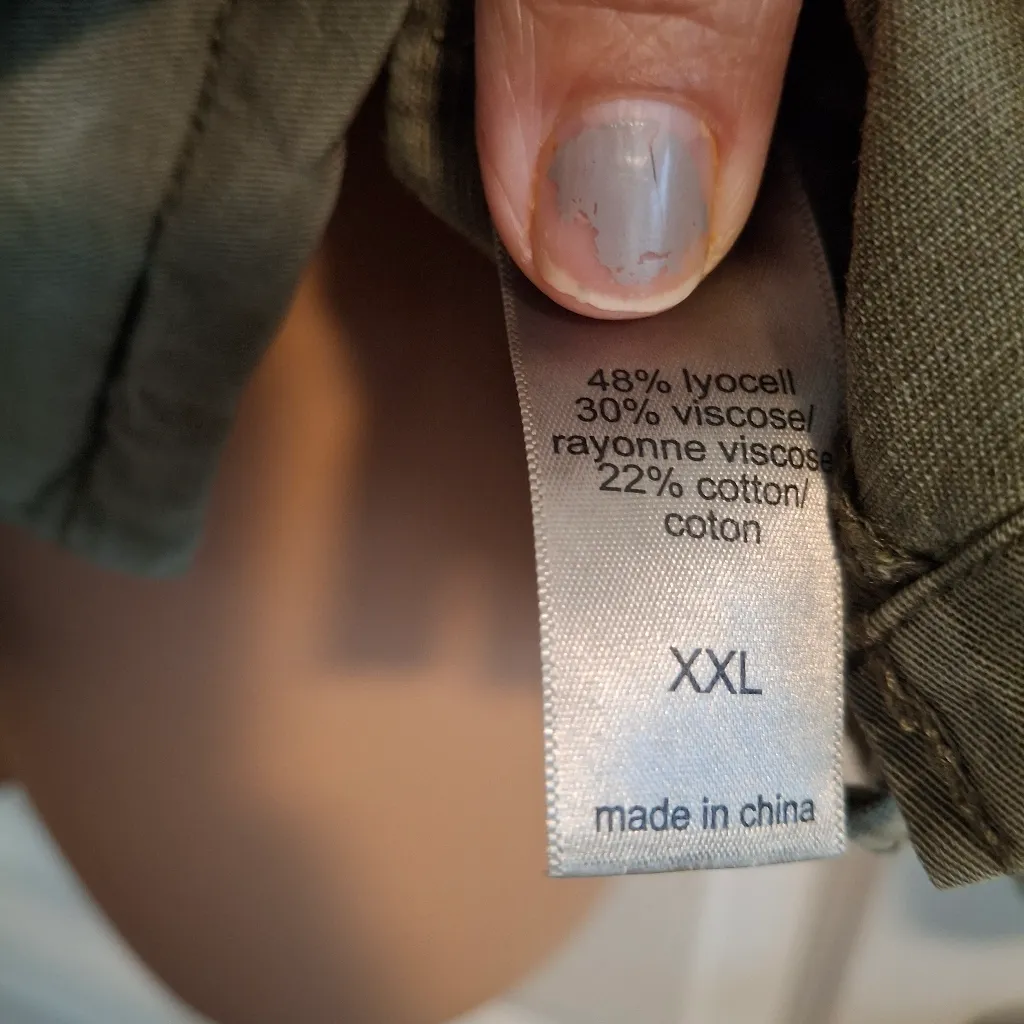 48% lyocell
30% viscose/
rayonne viscose
22% cotton/
coton
XXL
made in china